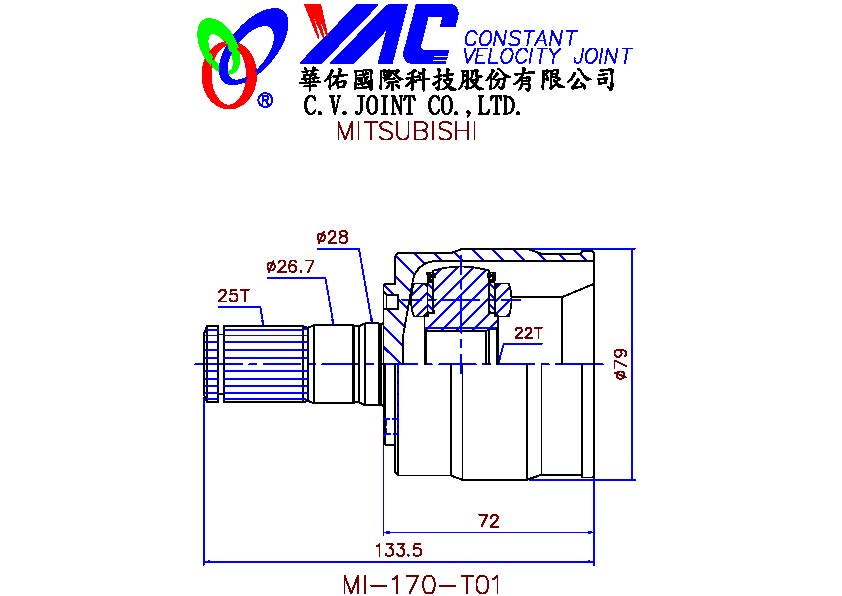 YAC CONSTANT
VELOCITY JOINT
華佑國際科技股份有限公司
®
C.V.JOINT CO.,LTD.
MITSUBISHI
ø28
ø26.7
25T
22T
ø79
72
133.5
MI-170-T01